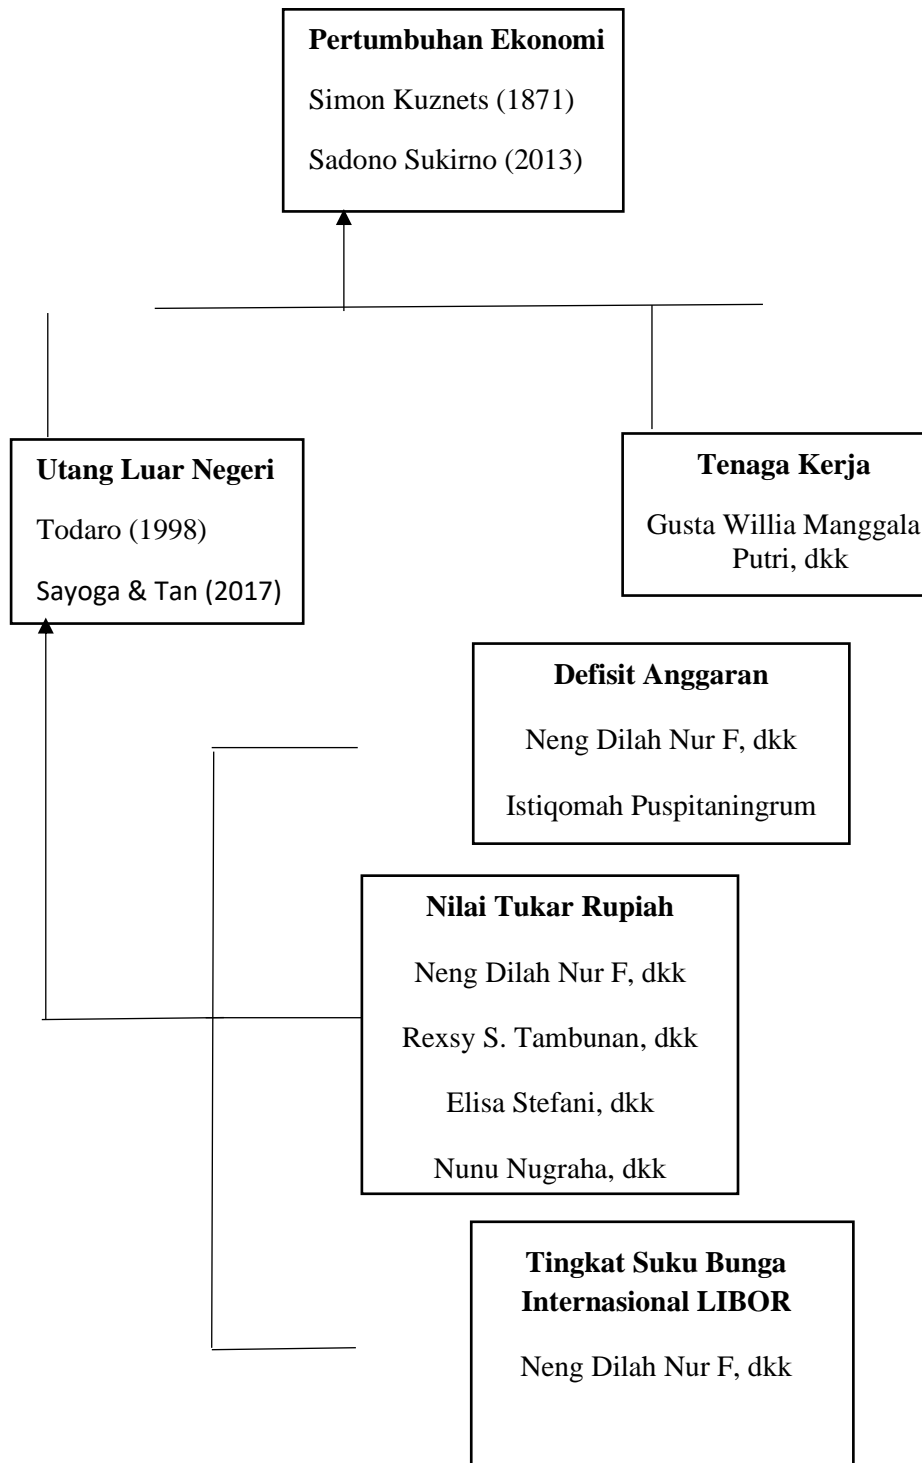 Pertumbuhan Ekonomi
Simon Kuznets (1871)
Sadono Sukirno (2013)
Utang Luar Negeri
Todaro (1998)
Sayoga & Tan (2017)
Tenaga Kerja
Gusta Willia Manggala
Putri, dkk
Defisit Anggaran
Neng Dilah Nur F, dkk
Istiqomah Puspitaningrum
Nilai Tukar Rupiah
Neng Dilah Nur F, dkk
Rexsy S. Tambunan, dkk
Elisa Stefani, dkk
Nunu Nugraha, dkk
Tingkat Suku Bunga
Internasional LIBOR
Neng Dilah Nur F, dkk